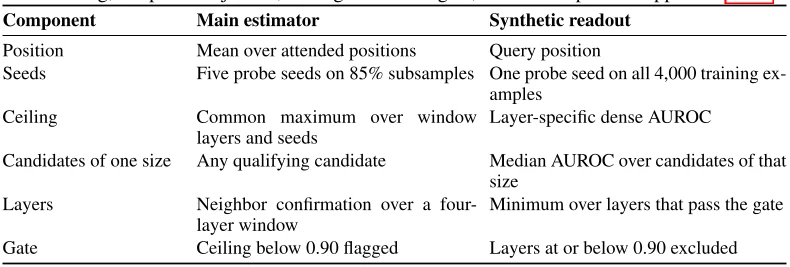 Component Main estimator Synthetic readout
Position Mean over attended positions Query position
Seeds Five probe seeds on 85% subsamples One probe seed on all 4,000 training ex-
amples
Ceiling Common maximum over window Layer-specific dense AUROC
layers and seeds
Candidates of one size Any qualifying candidate Median AUROC over candidates of that
size
Layers Neighbor confirmation over a four- Minimum over layers that pass the gate
layer window
Gate Ceiling below 0.90 flagged Layers at or below 0.90 excluded